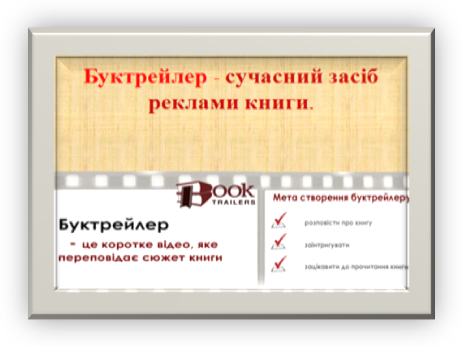 Буктрейлер - сучасний засіб
реклами книги.
Book
TRAILERS
Буктрейлер
- це коротке відео, яке
переповідає сюжет книги
Мета створення буктрейлеру
розповісти про книгу
заінтригувати
зацікавити до прочитання книги